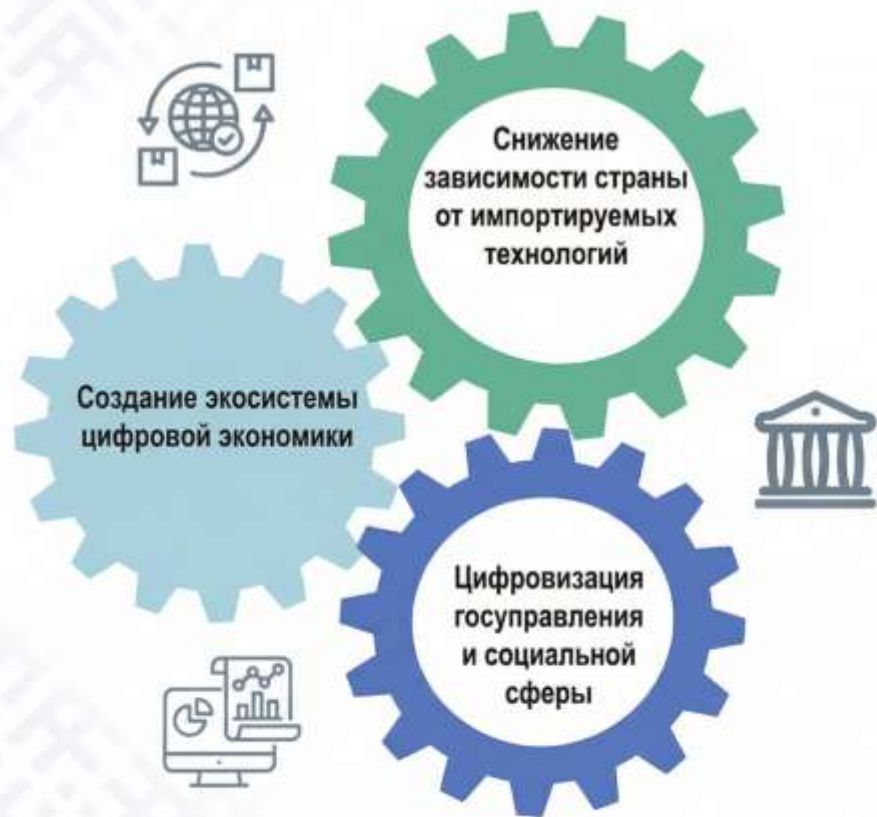 Снижение
зависимости страны
от импортируемых
технологий
Создание экосистемы
цифровой экономики
Цифровизация
госуправления
и социальной
сферы